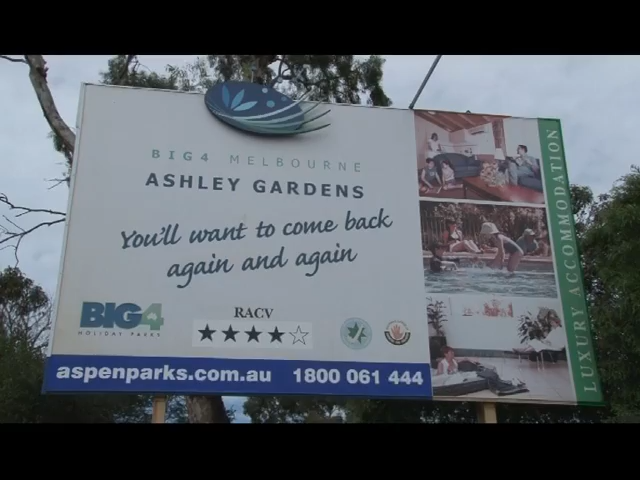 BIG4 MELBOURNE
ASHLEY GARDENS
You'll want to come back
again and again
BIG4
HOLIDAY PARKS
RACV
aspenparks.com.au 1800 061 444
LUXURY ACCOMMODATION